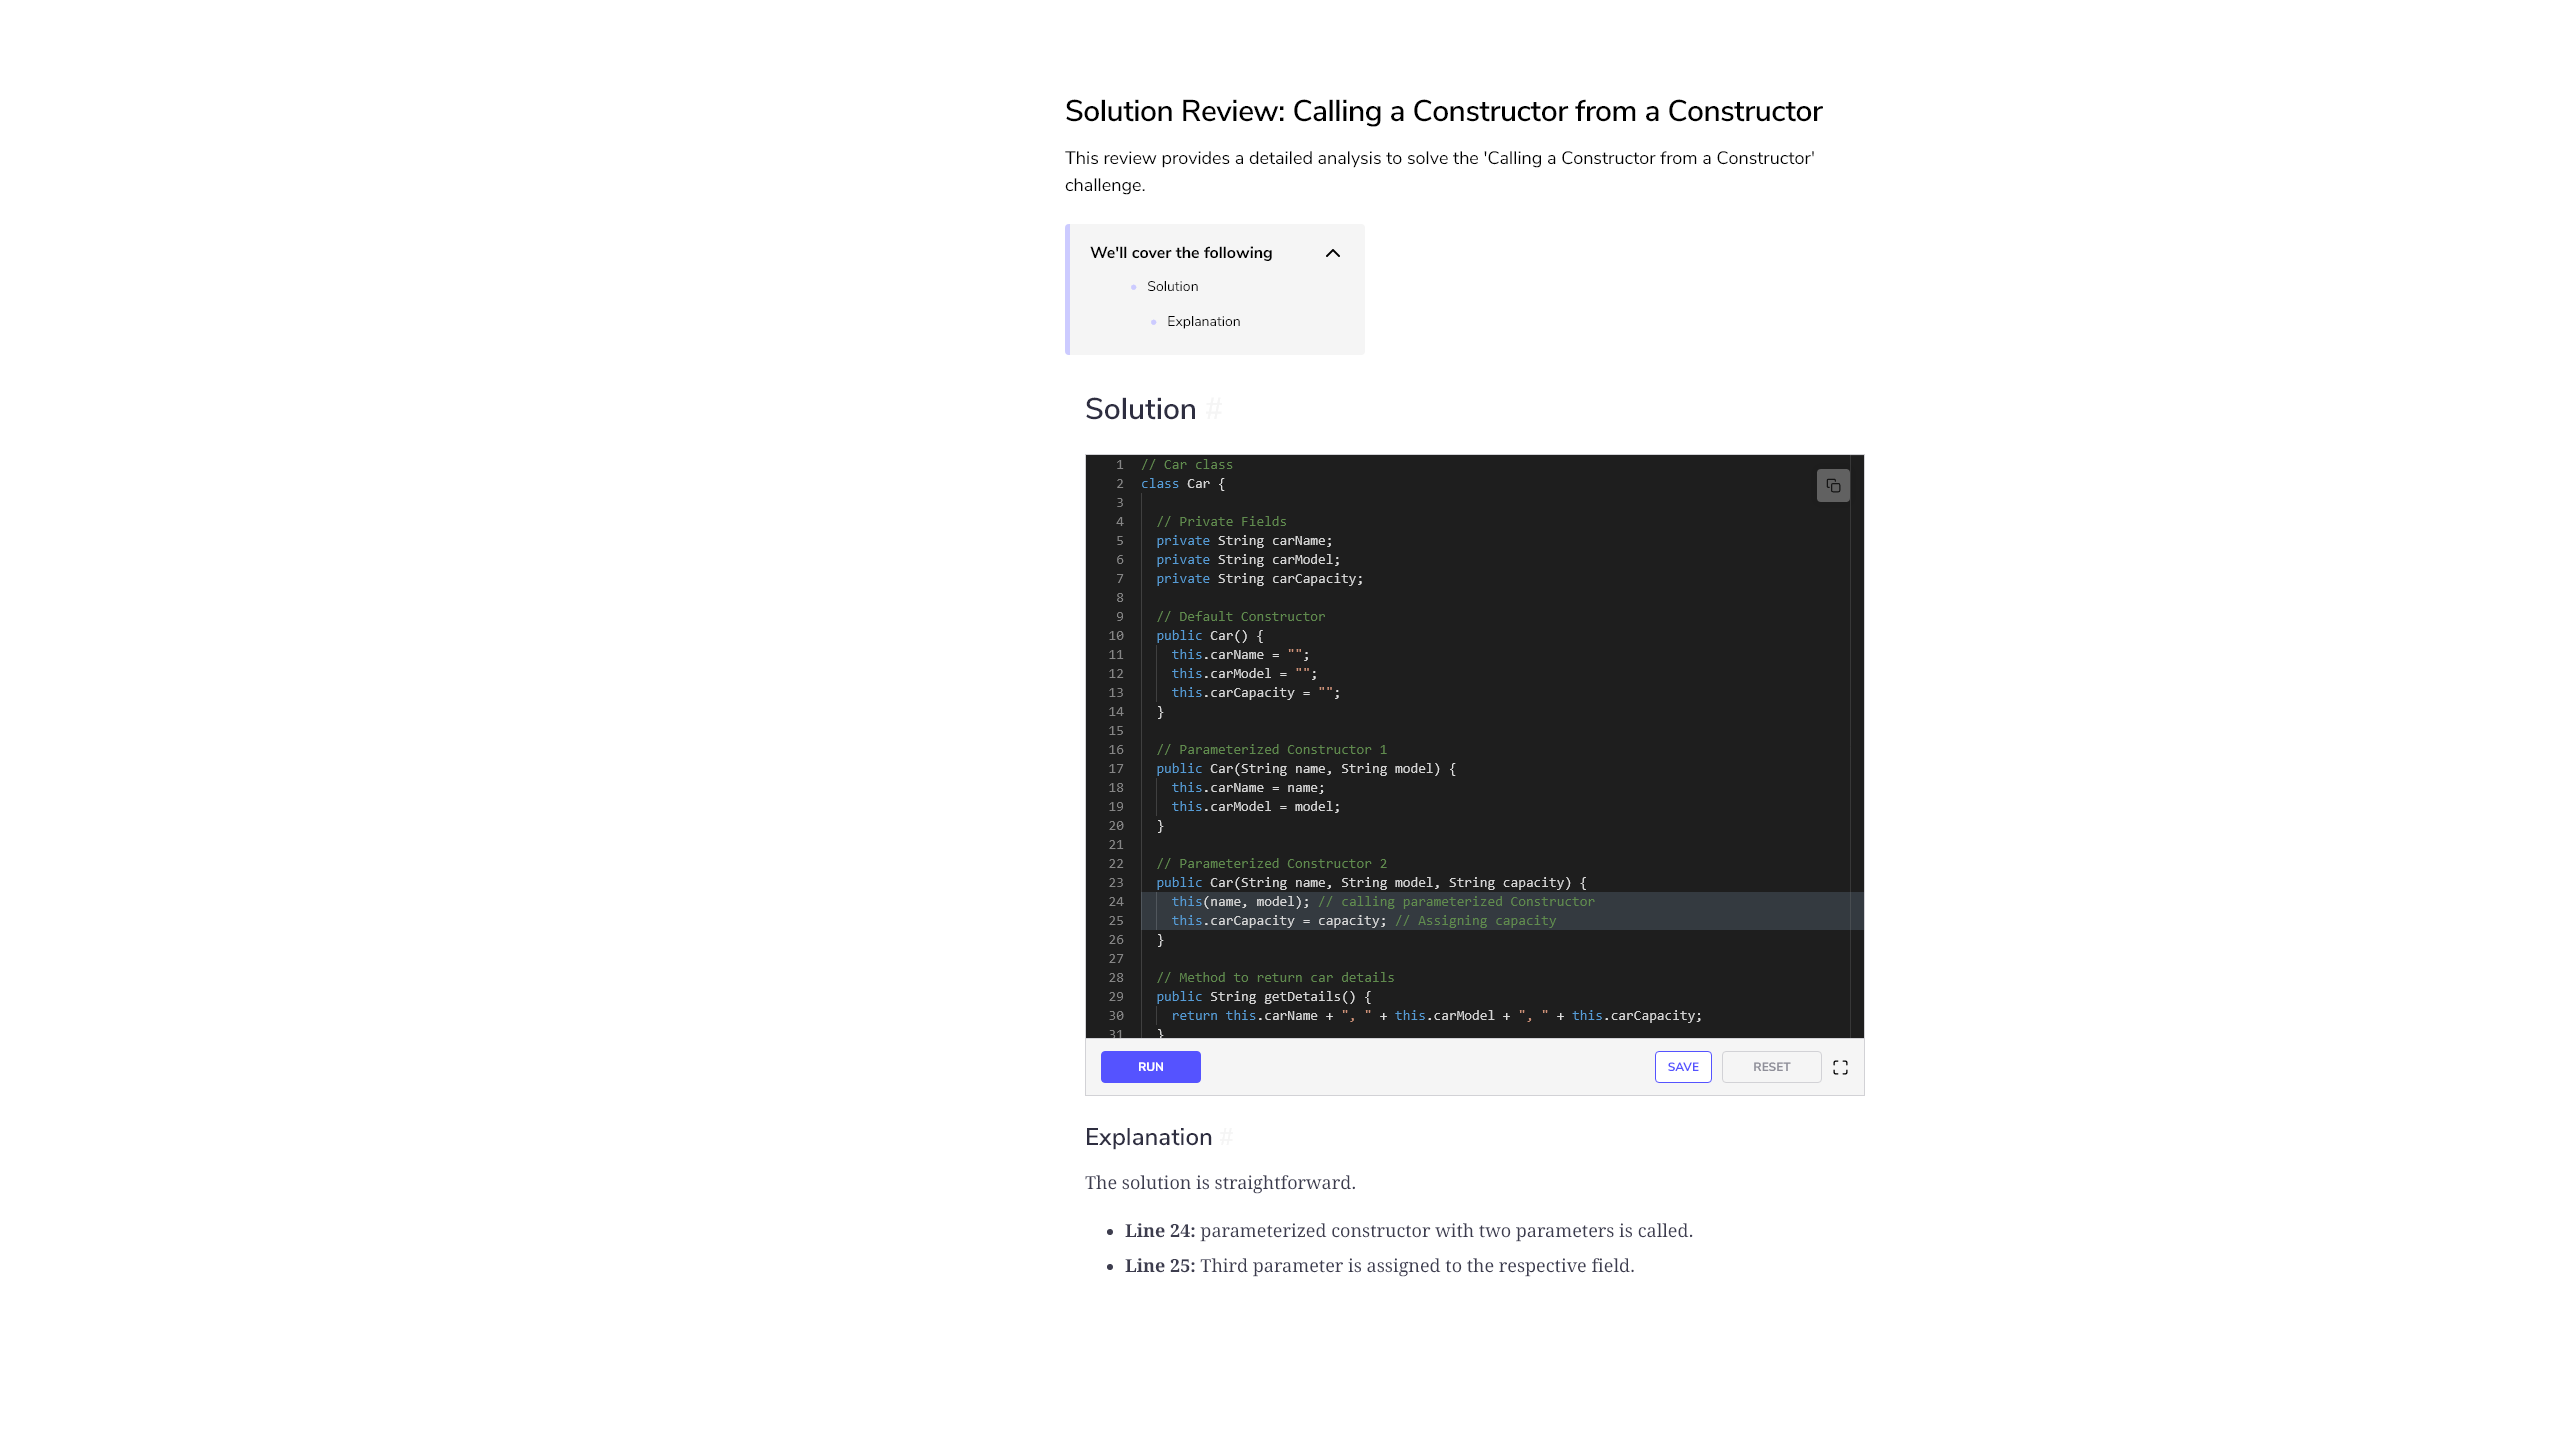 Solution Review: Calling a Constructor from a Constructor
This review provides a detailed analysis to solve the 'Calling a Constructor from a Constructor'
challenge.
We'll cover the following
Solution
Explanation
Solution #
1 // Car class
2 class Car {
3
4   // Private Fields
5   private String carName;
6   private String carModel;
7   private String carCapacity;
8
9   // Default Constructor
10   public Car() {
11     this.carName = "";
12     this.carModel = "";
13     this.carCapacity = "";
14   }
15
16   // Parameterized Constructor 1
17   public Car(String name, String model) {
18     this.carName = name;
19     this.carModel = model;
20   }
21
22   // Parameterized Constructor 2
23   public Car(String name, String model, String capacity) {
24     this(name, model); // calling parameterized Constructor
25     this.carCapacity = capacity; // Assigning capacity
26   }
27
28   // Method to return car details
29   public String getDetails() {
30     return this.carName + ", " + this.carModel + ", " + this.carCapacity;
31   }
RUN SAVE RESET
Explanation #
The solution is straightforward.
• Line 24: parameterized constructor with two parameters is called.
• Line 25: Third parameter is assigned to the respective field.